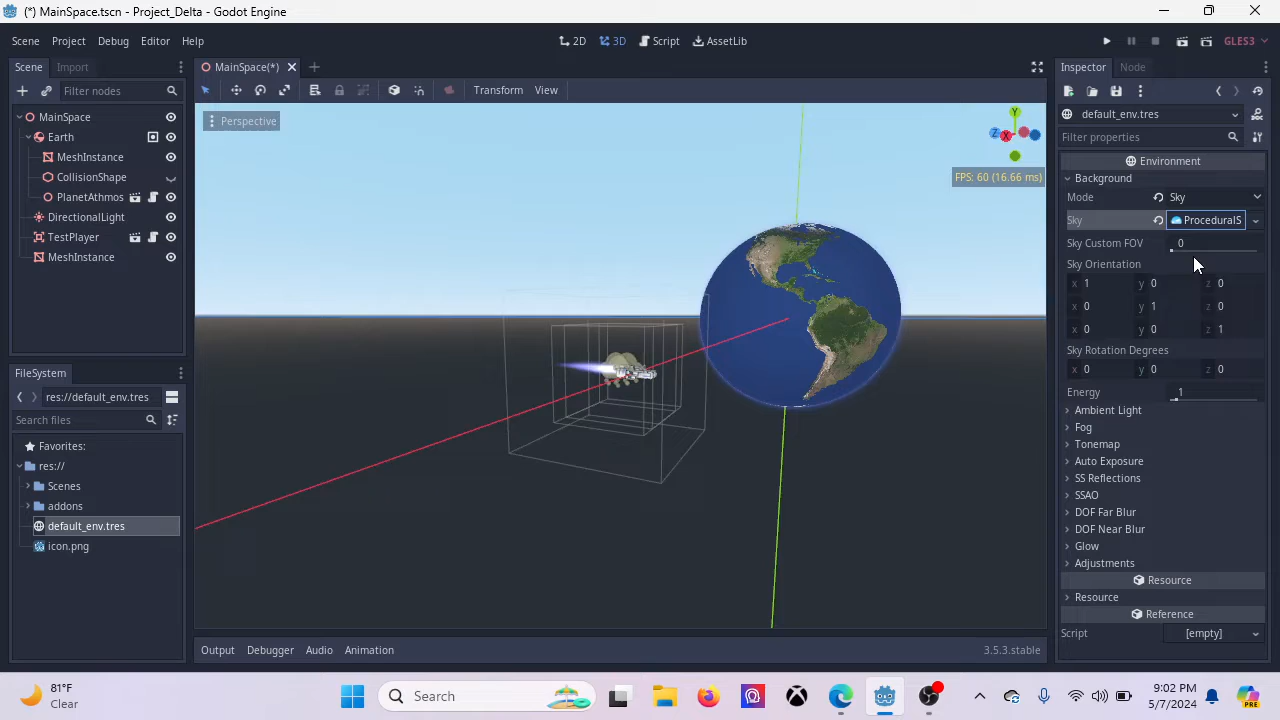 (*) MainSpace.tscn - Project_Delta - Godot Engine
Scene Project Debug Editor Help
2D 3D Script AssetLib
GLES3
Scene Import
Filter nodes
MainSpace
Earth
MeshInstance
CollisionShape
PlanetAthmos
DirectionalLight
TestPlayer
MeshInstance
FileSystem
res://default_env.tres
Search files
Favorites:
res://
Scenes
addons
default_env.tres
icon.png
MainSpace(*)
Transform View
Perspective
Y
Z X
FPS: 60 (16.66 ms)
Output Debugger Audio Animation 3.5.3.stable
Inspector Node
default_env.tres
Filter properties
Environment
Background
Mode Sky
Sky ProceduralS
Sky Custom FOV 0
Sky Orientation
x 1 y 0 z 0
x 0 y 1 z 0
x 0 y 0 z 1
Sky Rotation Degrees
x 0 y 0 z 0
Energy 1
Ambient Light
Fog
Tonemap
Auto Exposure
SS Reflections
SSAO
DOF Far Blur
DOF Near Blur
Glow
Adjustments
Resource
Resource
Reference
Script [empty]
81°F
Clear
Search
9:02 PM
5/7/2024
PRE